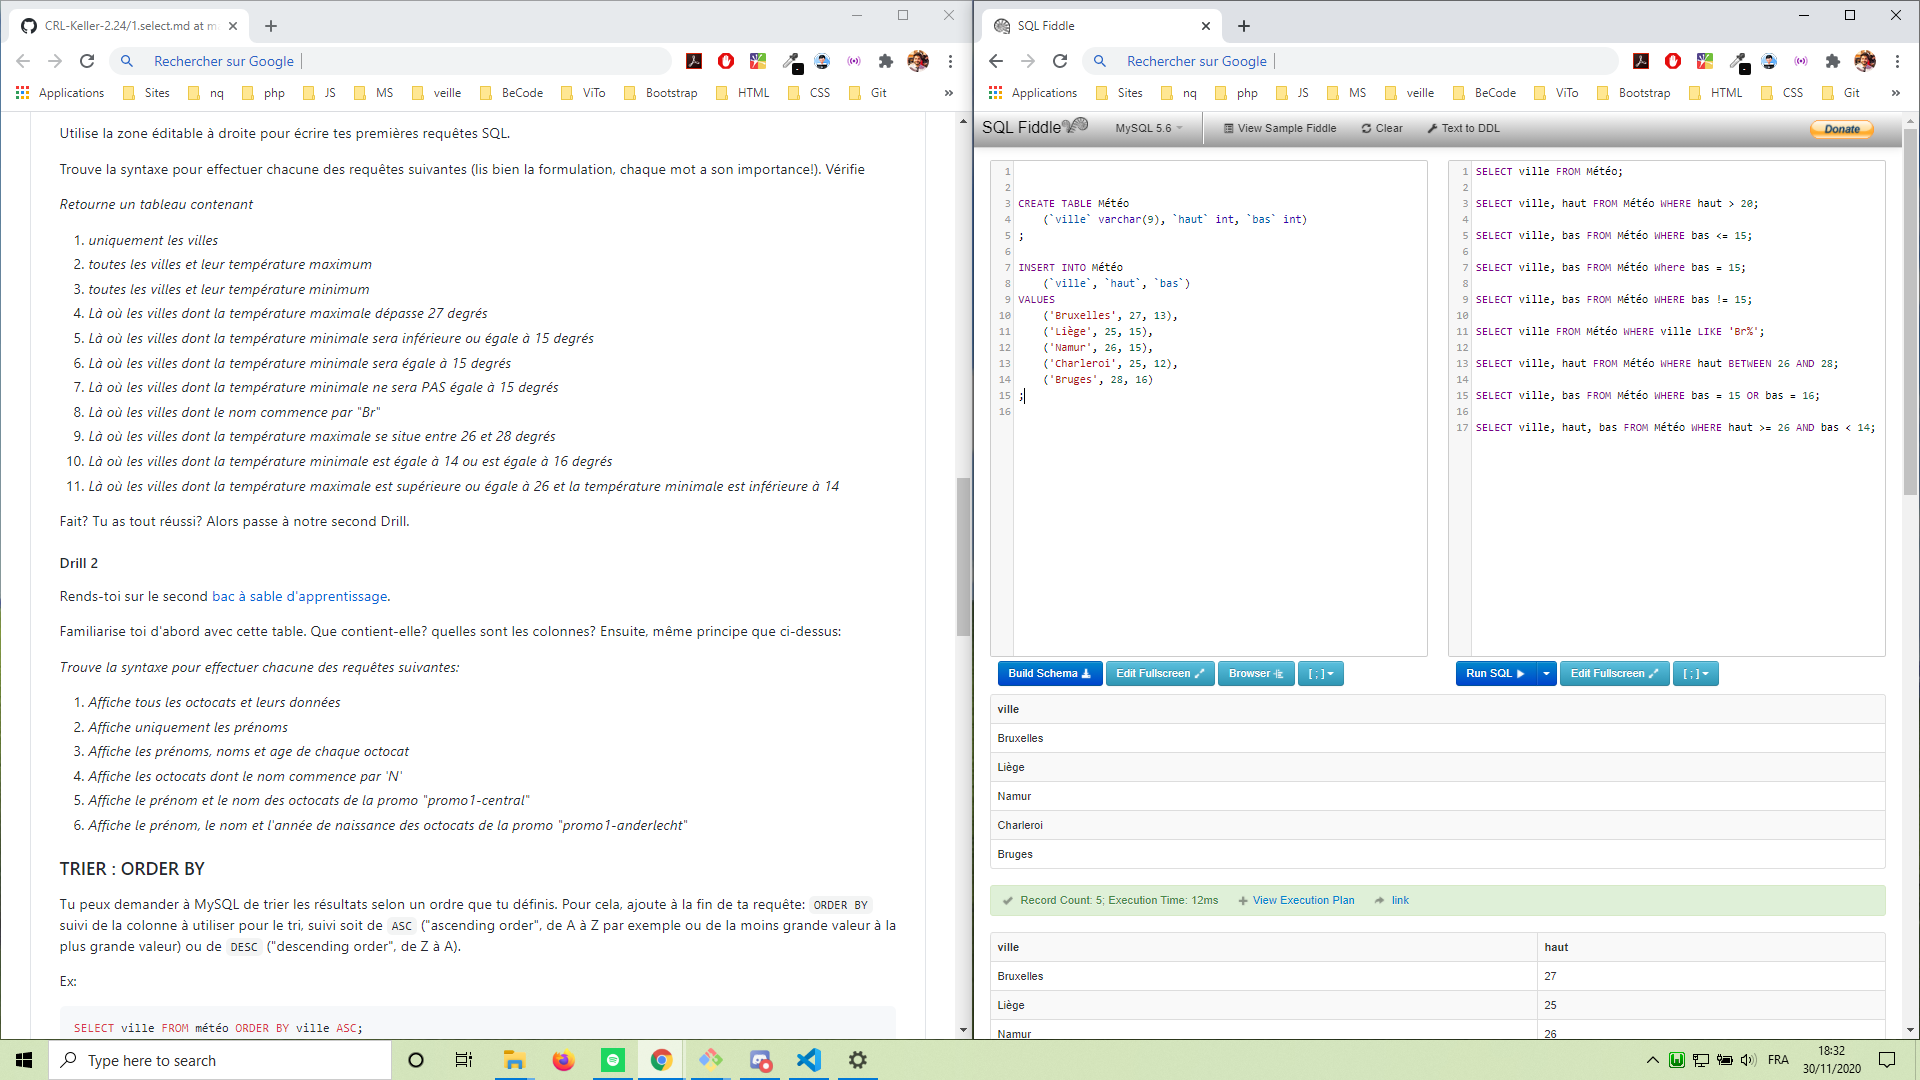 CRL-Keller-2.24/1.select.md at m
Rechercher sur Google
Applications Sites nq php JS MS veille BeCode ViTo Bootstrap HTML CSS Git »
Utilise la zone éditable à droite pour écrire tes premières requêtes SQL.
Trouve la syntaxe pour effectuer chacune des requêtes suivantes (lis bien la formulation, chaque mot a son importance!). Vérifie
Retourne un tableau contenant
1. uniquement les villes
2. toutes les villes et leur température maximum
3. toutes les villes et leur température minimum
4. Là où les villes dont la température maximale dépasse 27 degrés
5. Là où les villes dont la température minimale sera inférieure ou égale à 15 degrés
6. Là où les villes dont la température minimale sera égale à 15 degrés
7. Là où les villes dont la température minimale ne sera PAS égale à 15 degrés
8. Là où les villes dont le nom commence par "Br"
9. Là où les villes dont la température maximale se situe entre 26 et 28 degrés
10. Là où les villes dont la température minimale est égale à 14 ou est égale à 16 degrés
11. Là où les villes dont la température maximale est supérieure ou égale à 26 et la température minimale est inférieure à 14
Fait? Tu as tout réussi? Alors passe à notre second Drill.
Drill 2
Rends-toi sur le second bac à sable d'apprentissage.
Familiarise toi d'abord avec cette table. Que contient-elle? quelles sont les colonnes? Ensuite, même principe que ci-dessus:
Trouve la syntaxe pour effectuer chacune des requêtes suivantes:
1. Affiche tous les octocats et leurs données
2. Affiche uniquement les prénoms
3. Affiche les prénoms, noms et age de chaque octocat
4. Affiche les octocats dont le nom commence par 'N'
5. Affiche le prénom et le nom des octocats de la promo "promo1-central"
6. Affiche le prénom, le nom et l'année de naissance des octocats de la promo "promo1-anderlecht"
TRIER : ORDER BY
Tu peux demander à MySQL de trier les résultats selon un ordre que tu définis. Pour cela, ajoute à la fin de ta requête: ORDER BY
suivi de la colonne à utiliser pour le tri, suivi soit de ASC ("ascending order", de A à Z par exemple ou de la moins grande valeur à la
plus grande valeur) ou de DESC ("descending order", de Z à A).
Ex:
SELECT ville FROM météo ORDER BY ville ASC;
SQL Fiddle
Rechercher sur Google
Applications Sites nq php JS MS veille BeCode ViTo Bootstrap HTML CSS Git »
SQL Fiddle MySQL 5.6 View Sample Fiddle Clear Text to DDL Donate
1
2
3 CREATE TABLE Météo
4 (`ville` varchar(9), `haut` int, `bas` int)
5 ;
6
7 INSERT INTO Météo
8 (`ville`, `haut`, `bas`)
9 VALUES
10 ('Bruxelles', 27, 13),
11 ('Liège', 25, 15),
12 ('Namur', 26, 15),
13 ('Charleroi', 25, 12),
14 ('Bruges', 28, 16)
15 ;
16
1 SELECT ville FROM Météo;
2
3 SELECT ville, haut FROM Météo WHERE haut > 20;
4
5 SELECT ville, bas FROM Météo WHERE bas <= 15;
6
7 SELECT ville, bas FROM Météo Where bas = 15;
8
9 SELECT ville, bas FROM Météo WHERE bas != 15;
10
11 SELECT ville FROM Météo WHERE ville LIKE 'Br%';
12
13 SELECT ville, haut FROM Météo WHERE haut BETWEEN 26 AND 28;
14
15 SELECT ville, bas FROM Météo WHERE bas = 15 OR bas = 16;
16
17 SELECT ville, haut, bas FROM Météo WHERE haut >= 26 AND bas < 14;
Build Schema Edit Fullscreen Browser [ ; ]
Run SQL Edit Fullscreen [ ; ]
ville
Bruxelles
Liège
Namur
Charleroi
Bruges
Record Count: 5; Execution Time: 12ms View Execution Plan link
ville haut
Bruxelles 27
Liège 25
Namur 26
Type here to search
FRA
18:32
30/11/2020